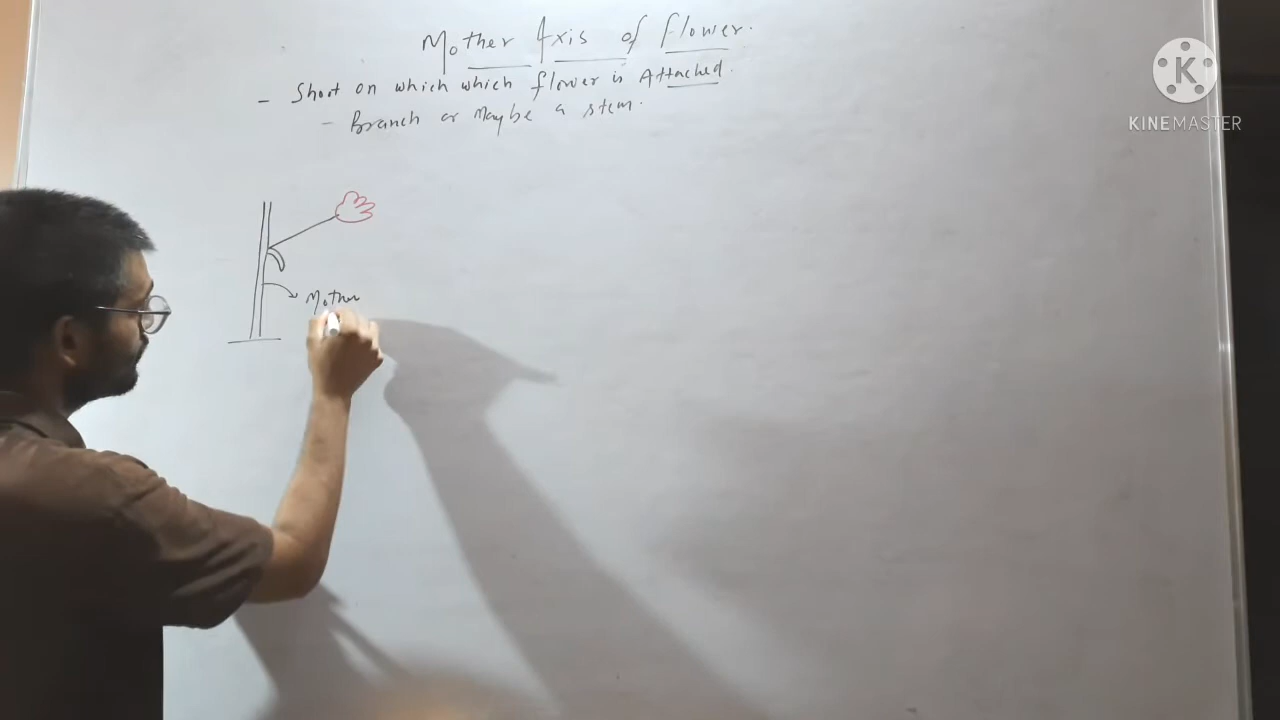 Mother Axis of flower.
- Shoot on which which flower is Attached.
- Branch or Maybe a stem.
Mother
K
KINEMASTER